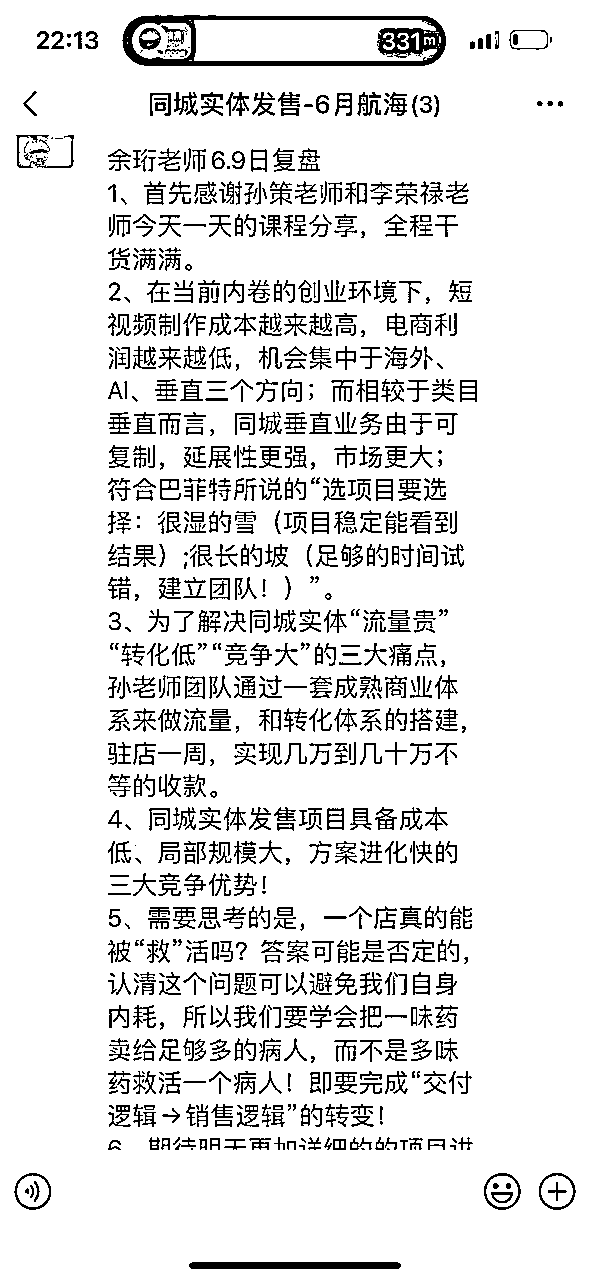 22:13
331m
同城实体发售-6月航海(3)
余珩老师6.9日复盘
1、首先感谢孙策老师和李荣禄老
师今天一天的课程分享，全程干
货满满。
2、在当前内卷的创业环境下，短
视频制作成本越来越高，电商利
润越来越低，机会集中于海外、
AI、垂直三个方向；而相较于类目
垂直而言，同城垂直业务由于可
复制，延展性更强，市场更大；
符合巴菲特所说的“选项目要选
择：很湿的雪（项目稳定能看到
结果）;很长的坡（足够的时间试
错，建立团队！）”。
3、为了解决同城实体“流量贵”
“转化低”“竞争大”的三大痛点，
孙老师团队通过一套成熟商业体
系来做流量，和转化体系的搭建，
驻店一周，实现几万到几十万不
等的收款。
4、同城实体发售项目具备成本
低、局部规模大，方案进化快的
三大竞争优势！
5、需要思考的是，一个店真的能
被“救”活吗？答案可能是否定的，
认清这个问题可以避免我们自身
内耗，所以我们要学会把一味药
卖给足够多的病人，而不是多味
药救活一个病人！即要完成“交付
逻辑→销售逻辑”的转变！
6、期待明天更加详细的的项目讲